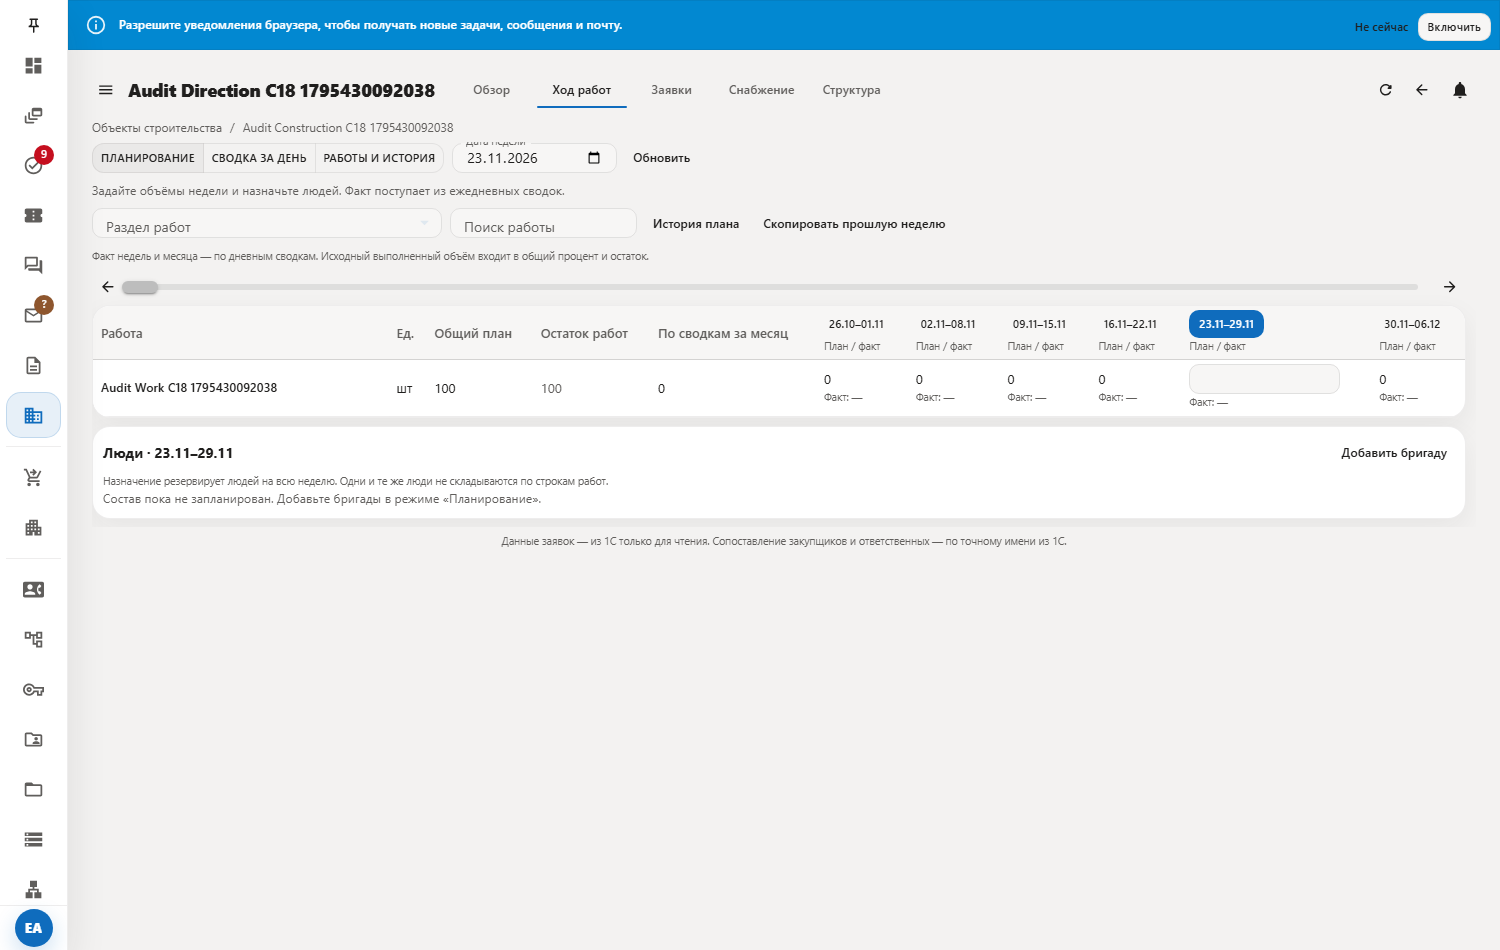 Разрешите уведомления браузера, чтобы получать новые задачи, сообщения и почту.
Не сейчас
Включить
9
?
EA
Audit Direction C18 1795430092038
Обзор
Ход работ
Заявки
Снабжение
Структура
Объекты строительства / Audit Construction C18 1795430092038
ПЛАНИРОВАНИЕ
СВОДКА ЗА ДЕНЬ
РАБОТЫ И ИСТОРИЯ
Дата недели
23.11.2026
Обновить
Задайте объёмы недели и назначьте людей. Факт поступает из ежедневных сводок.
Раздел работ
Поиск работы
История плана
Скопировать прошлую неделю
Факт недель и месяца — по дневным сводкам. Исходный выполненный объём входит в общий процент и остаток.
Работа
Ед.
Общий план
Остаток работ
По сводкам за месяц
26.10–01.11
План / факт
02.11–08.11
План / факт
09.11–15.11
План / факт
16.11–22.11
План / факт
23.11–29.11
План / факт
30.11–06.12
План / факт
Audit Work C18 1795430092038
шт
100
100
0
0
Факт: —
0
Факт: —
0
Факт: —
0
Факт: —
Факт: —
0
Факт: —
Люди · 23.11–29.11
Добавить бригаду
Назначение резервирует людей на всю неделю. Одни и те же люди не складываются по строкам работ.
Состав пока не запланирован. Добавьте бригады в режиме «Планирование».
Данные заявок — из 1С только для чтения. Сопоставление закупщиков и ответственных — по точному имени из 1С.